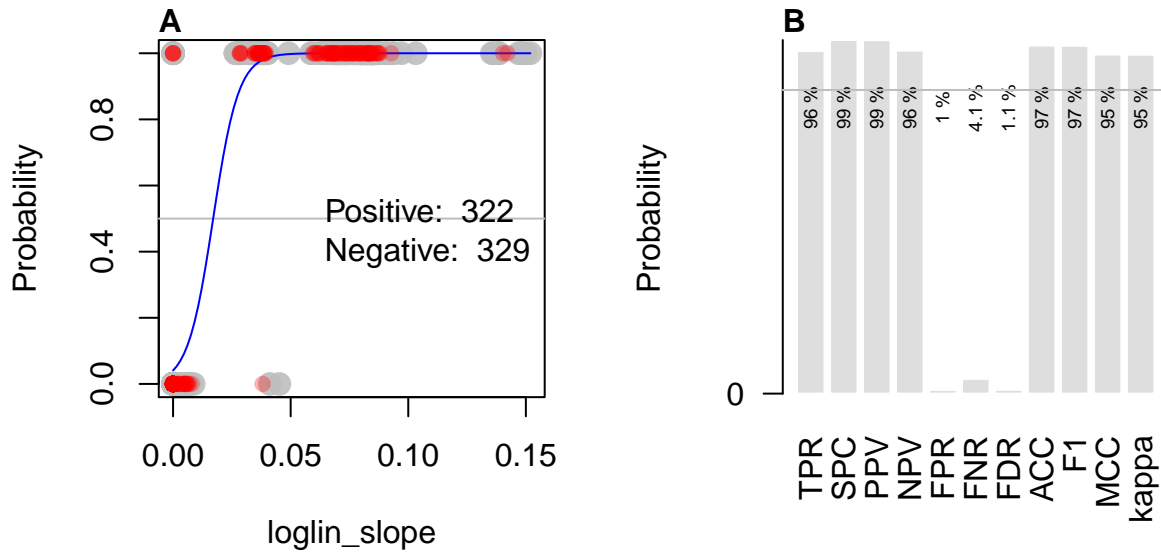 A
Probability
0.0
0.4
0.8
Positive: 322
Negative: 329
0.00 0.05 0.10 0.15
loglin_slope
B
Probability
0
96 %
99 %
99 %
96 %
1 %
4.1 %
1.1 %
97 %
97 %
95 %
95 %
TPR
SPC
PPV
NPV
FPR
FNR
FDR
ACC
F1
MCC
kappa